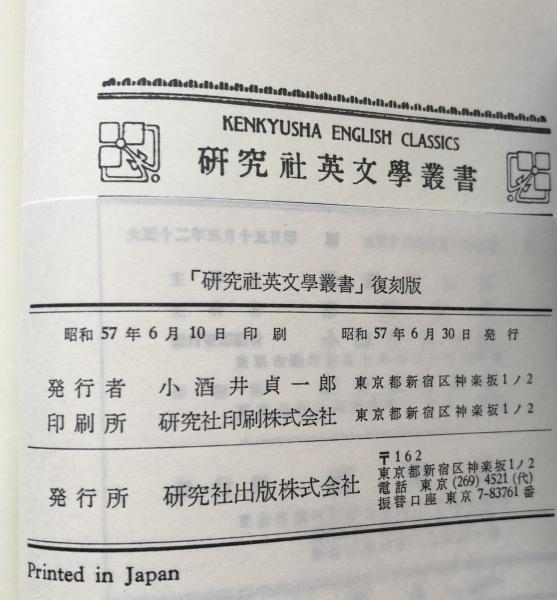 KENKYUSHA ENGLISH CLASSICS
研究社英文學叢書
「研究社英文學叢書」復刻版
昭和 57 年 6 月 10 日 印 刷 昭和 57 年 6 月 30 日 発 行
発行者 小酒井貞一郎 東京都新宿区神楽坂1ノ2
印刷所 研究社印刷株式会社 東京都新宿区神楽坂1ノ2
発行所 研究社出版株式会社
〒162
東京都新宿区神楽坂1ノ2
電話 東京 (269) 4521 (代)
振替口座 東京 7-83761 番
Printed in Japan